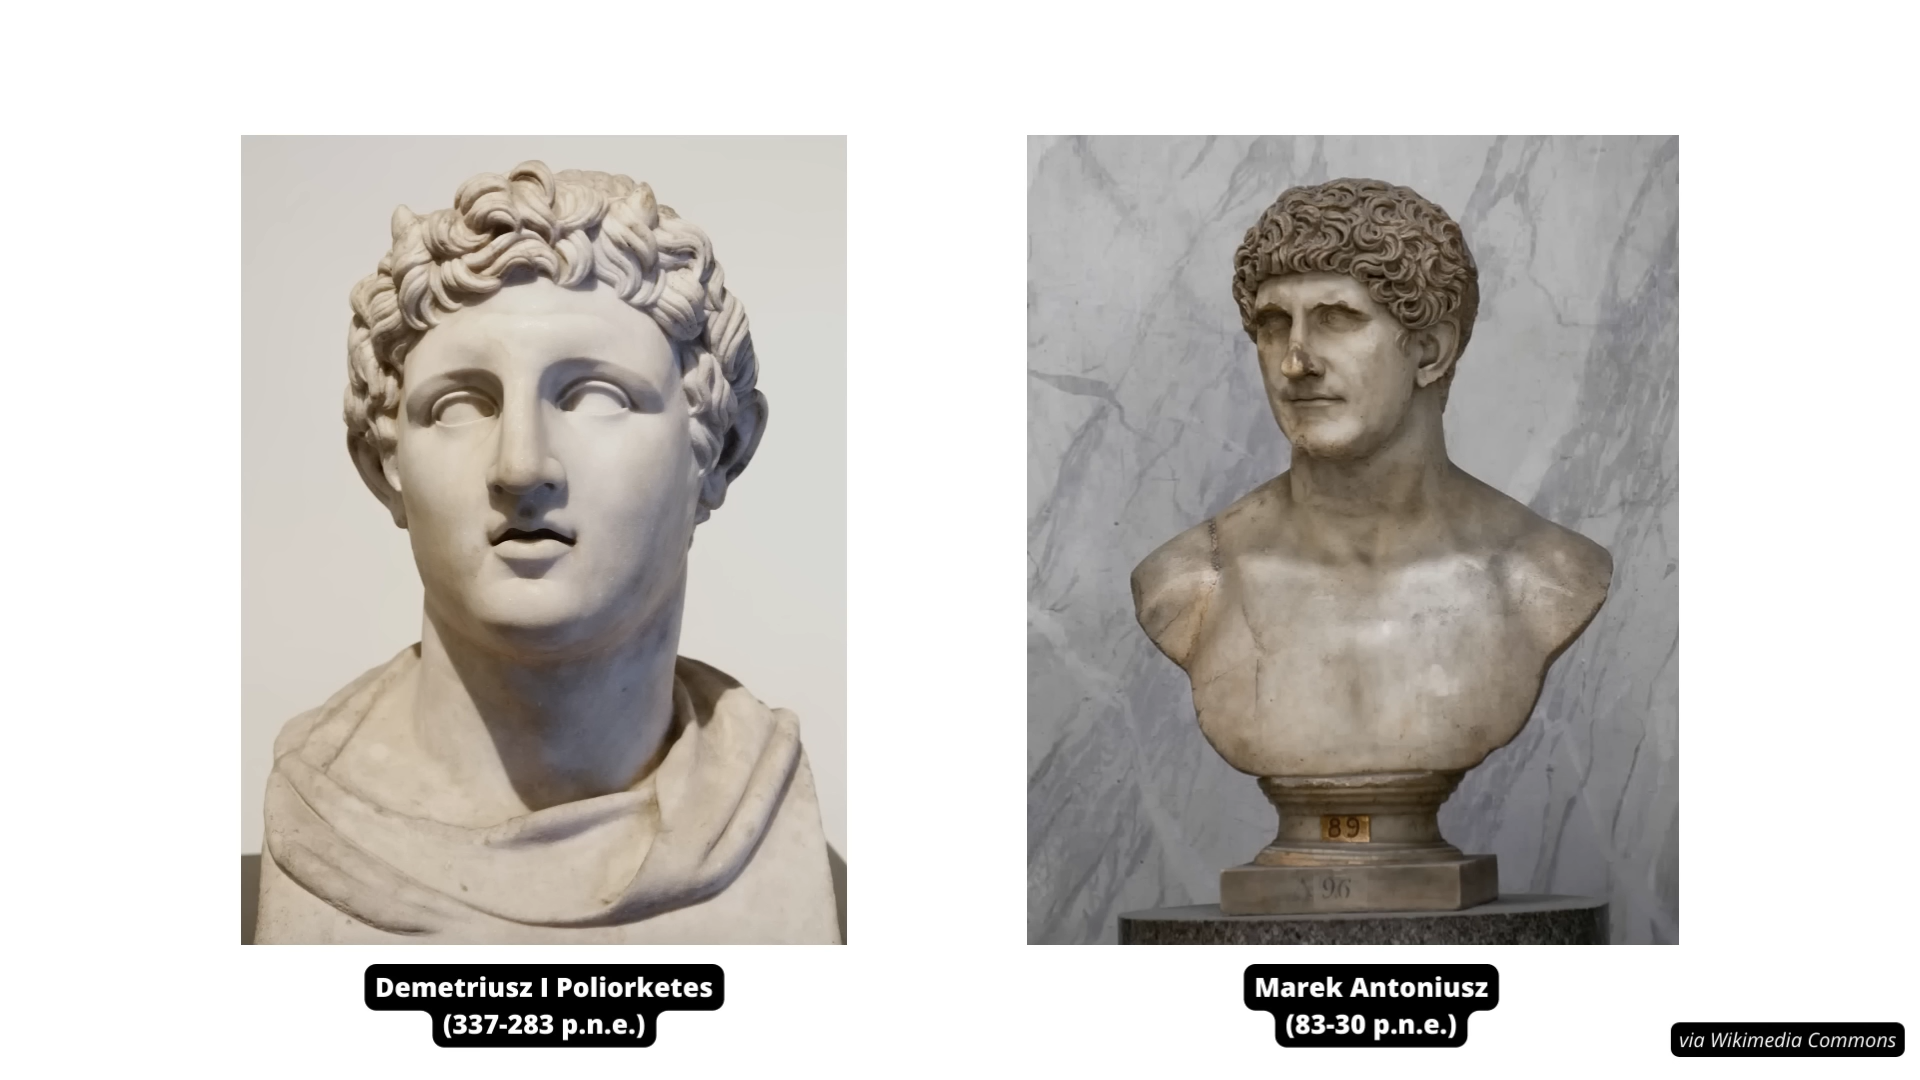 89
96
Demetriusz I Poliorketes
(337-283 p.n.e.)
Marek Antoniusz
(83-30 p.n.e.)
via Wikimedia Commons